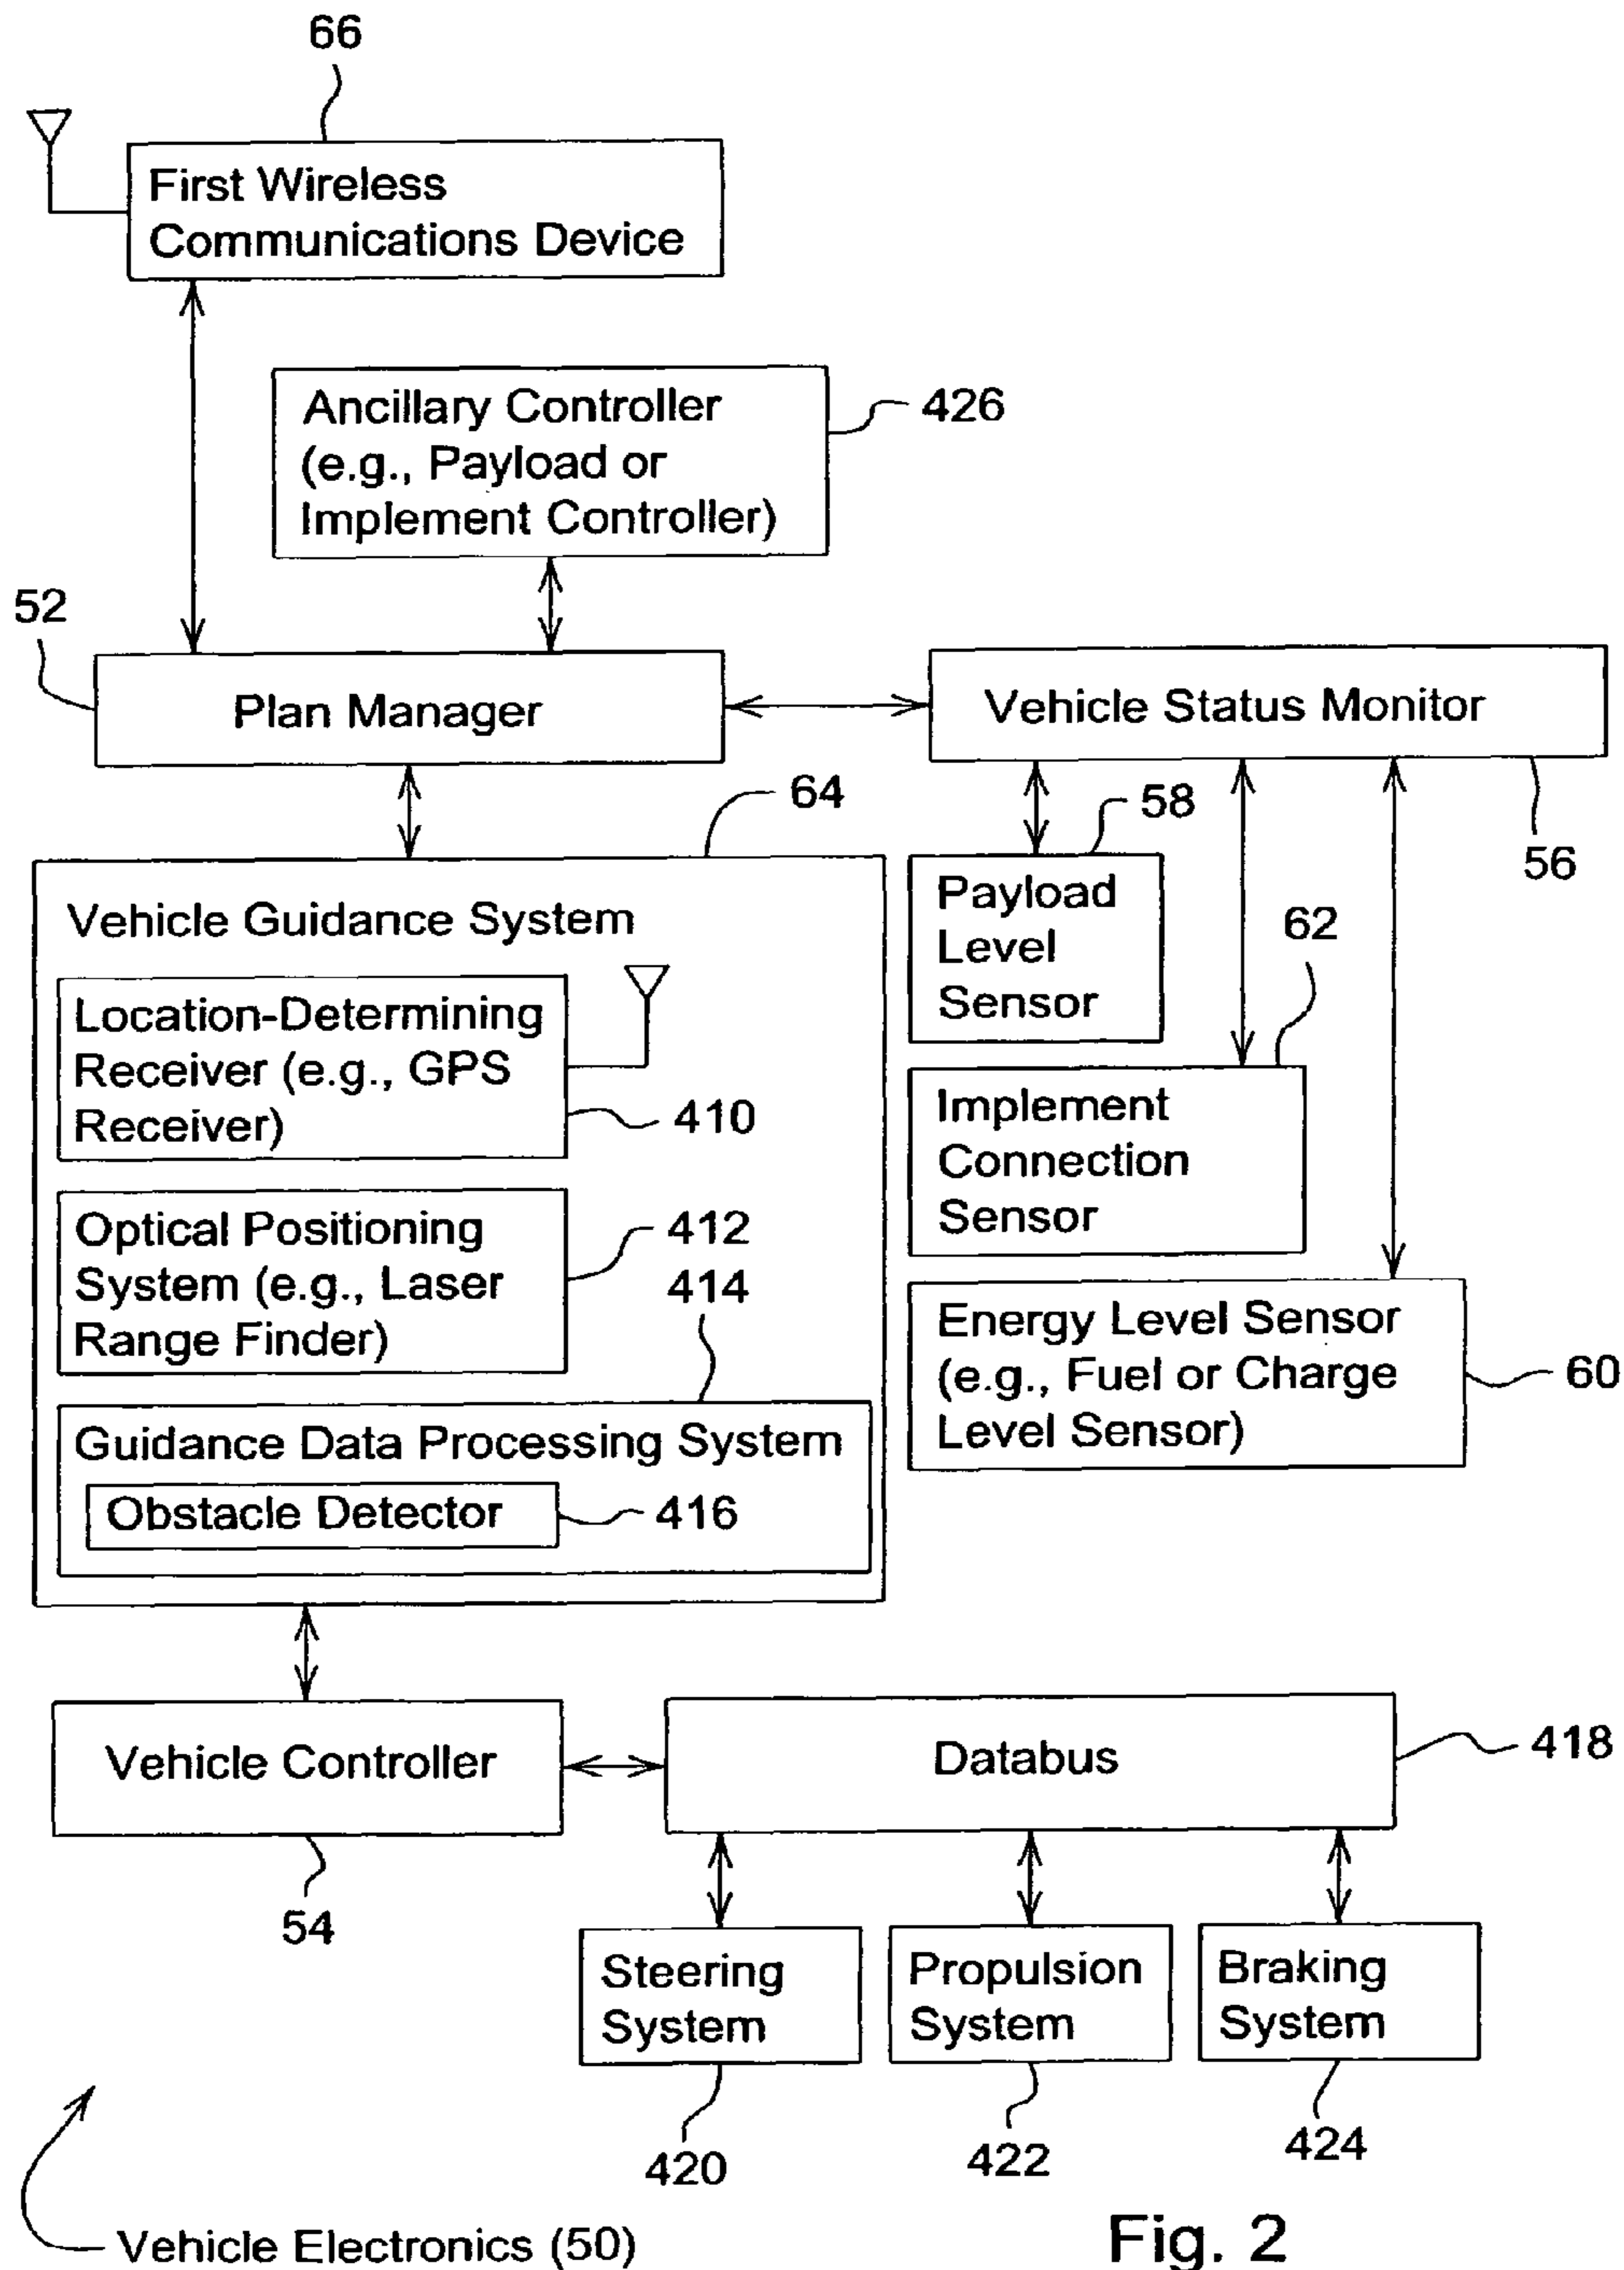 66
First Wireless
Communications Device
Ancillary Controller
(e.g., Payload or
Implement Controller)
426
52
Plan Manager
Vehicle Status Monitor
56
64
Vehicle Guidance System
Location-Determining
Receiver (e.g., GPS
Receiver)
410
Optical Positioning
System (e.g., Laser
Range Finder)
412
414
Guidance Data Processing System
Obstacle Detector
416
58
Payload
Level
Sensor
62
Implement
Connection
Sensor
Energy Level Sensor
(e.g., Fuel or Charge
Level Sensor)
60
Vehicle Controller
54
Databus
418
Steering
System
420
Propulsion
System
422
Braking
System
424
Vehicle Electronics (50)
Fig. 2